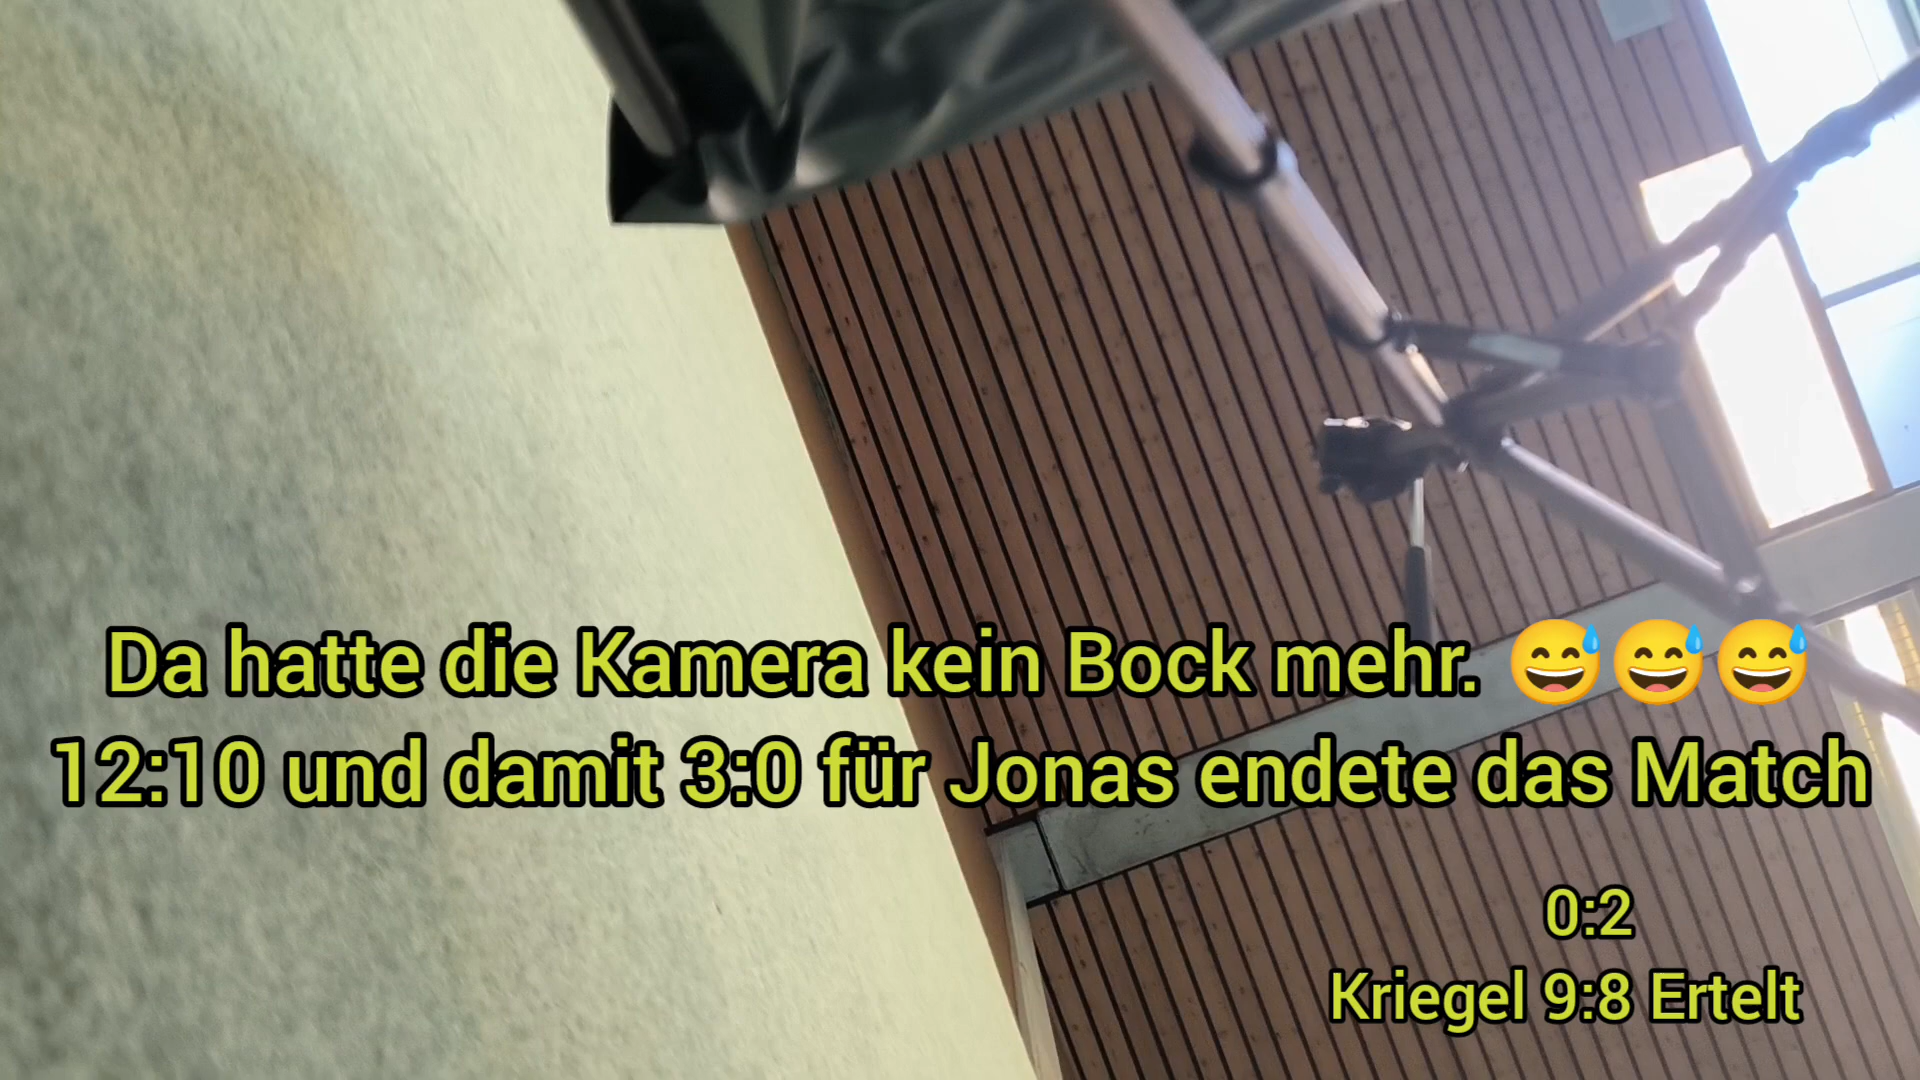 Da hatte die Kamera kein Bock mehr. 😅😅😅
12:10 und damit 3:0 für Jonas endete das Match
0:2
Kriegel 9:8 Ertelt